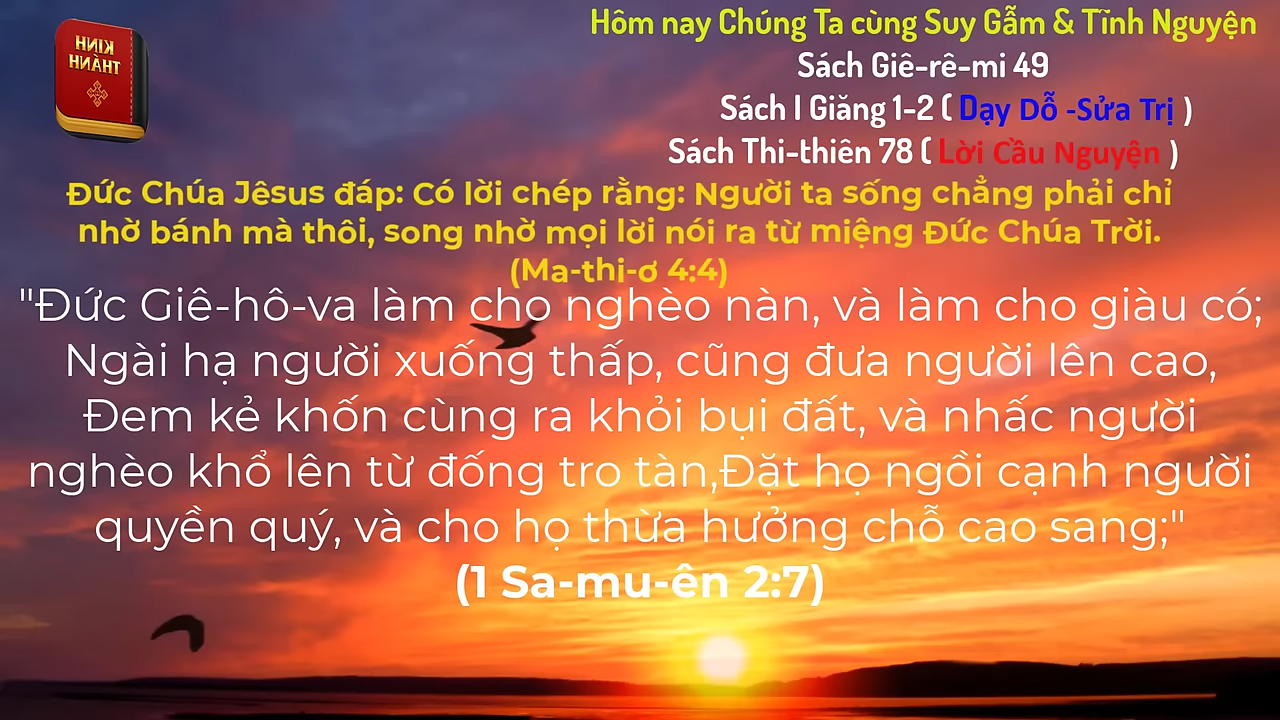 KINH
THÁNH
Hôm nay Chúng Ta cùng Suy Gẫm & Tĩnh Nguyện
Sách Giê-rê-mi 49
Sách I Giăng 1-2 ( Dạy Dỗ -Sửa Trị )
Sách Thi-thiên 78 ( Lời Cầu Nguyện )
Đức Chúa Jêsus đáp: Có lời chép rằng: Người ta sống chẳng phải chỉ
nhờ bánh mà thôi, song nhờ mọi lời nói ra từ miệng Đức Chúa Trời.
(Ma-thi-ơ 4:4)
"Đức Giê-hô-va làm cho nghèo nàn, và làm cho giàu có;
Ngài hạ người xuống thấp, cũng đưa người lên cao,
Đem kẻ khốn cùng ra khỏi bụi đất, và nhấc người
nghèo khổ lên từ đống tro tàn,Đặt họ ngồi cạnh người
quyền quý, và cho họ thừa hưởng chỗ cao sang;"
(1 Sa-mu-ên 2:7)